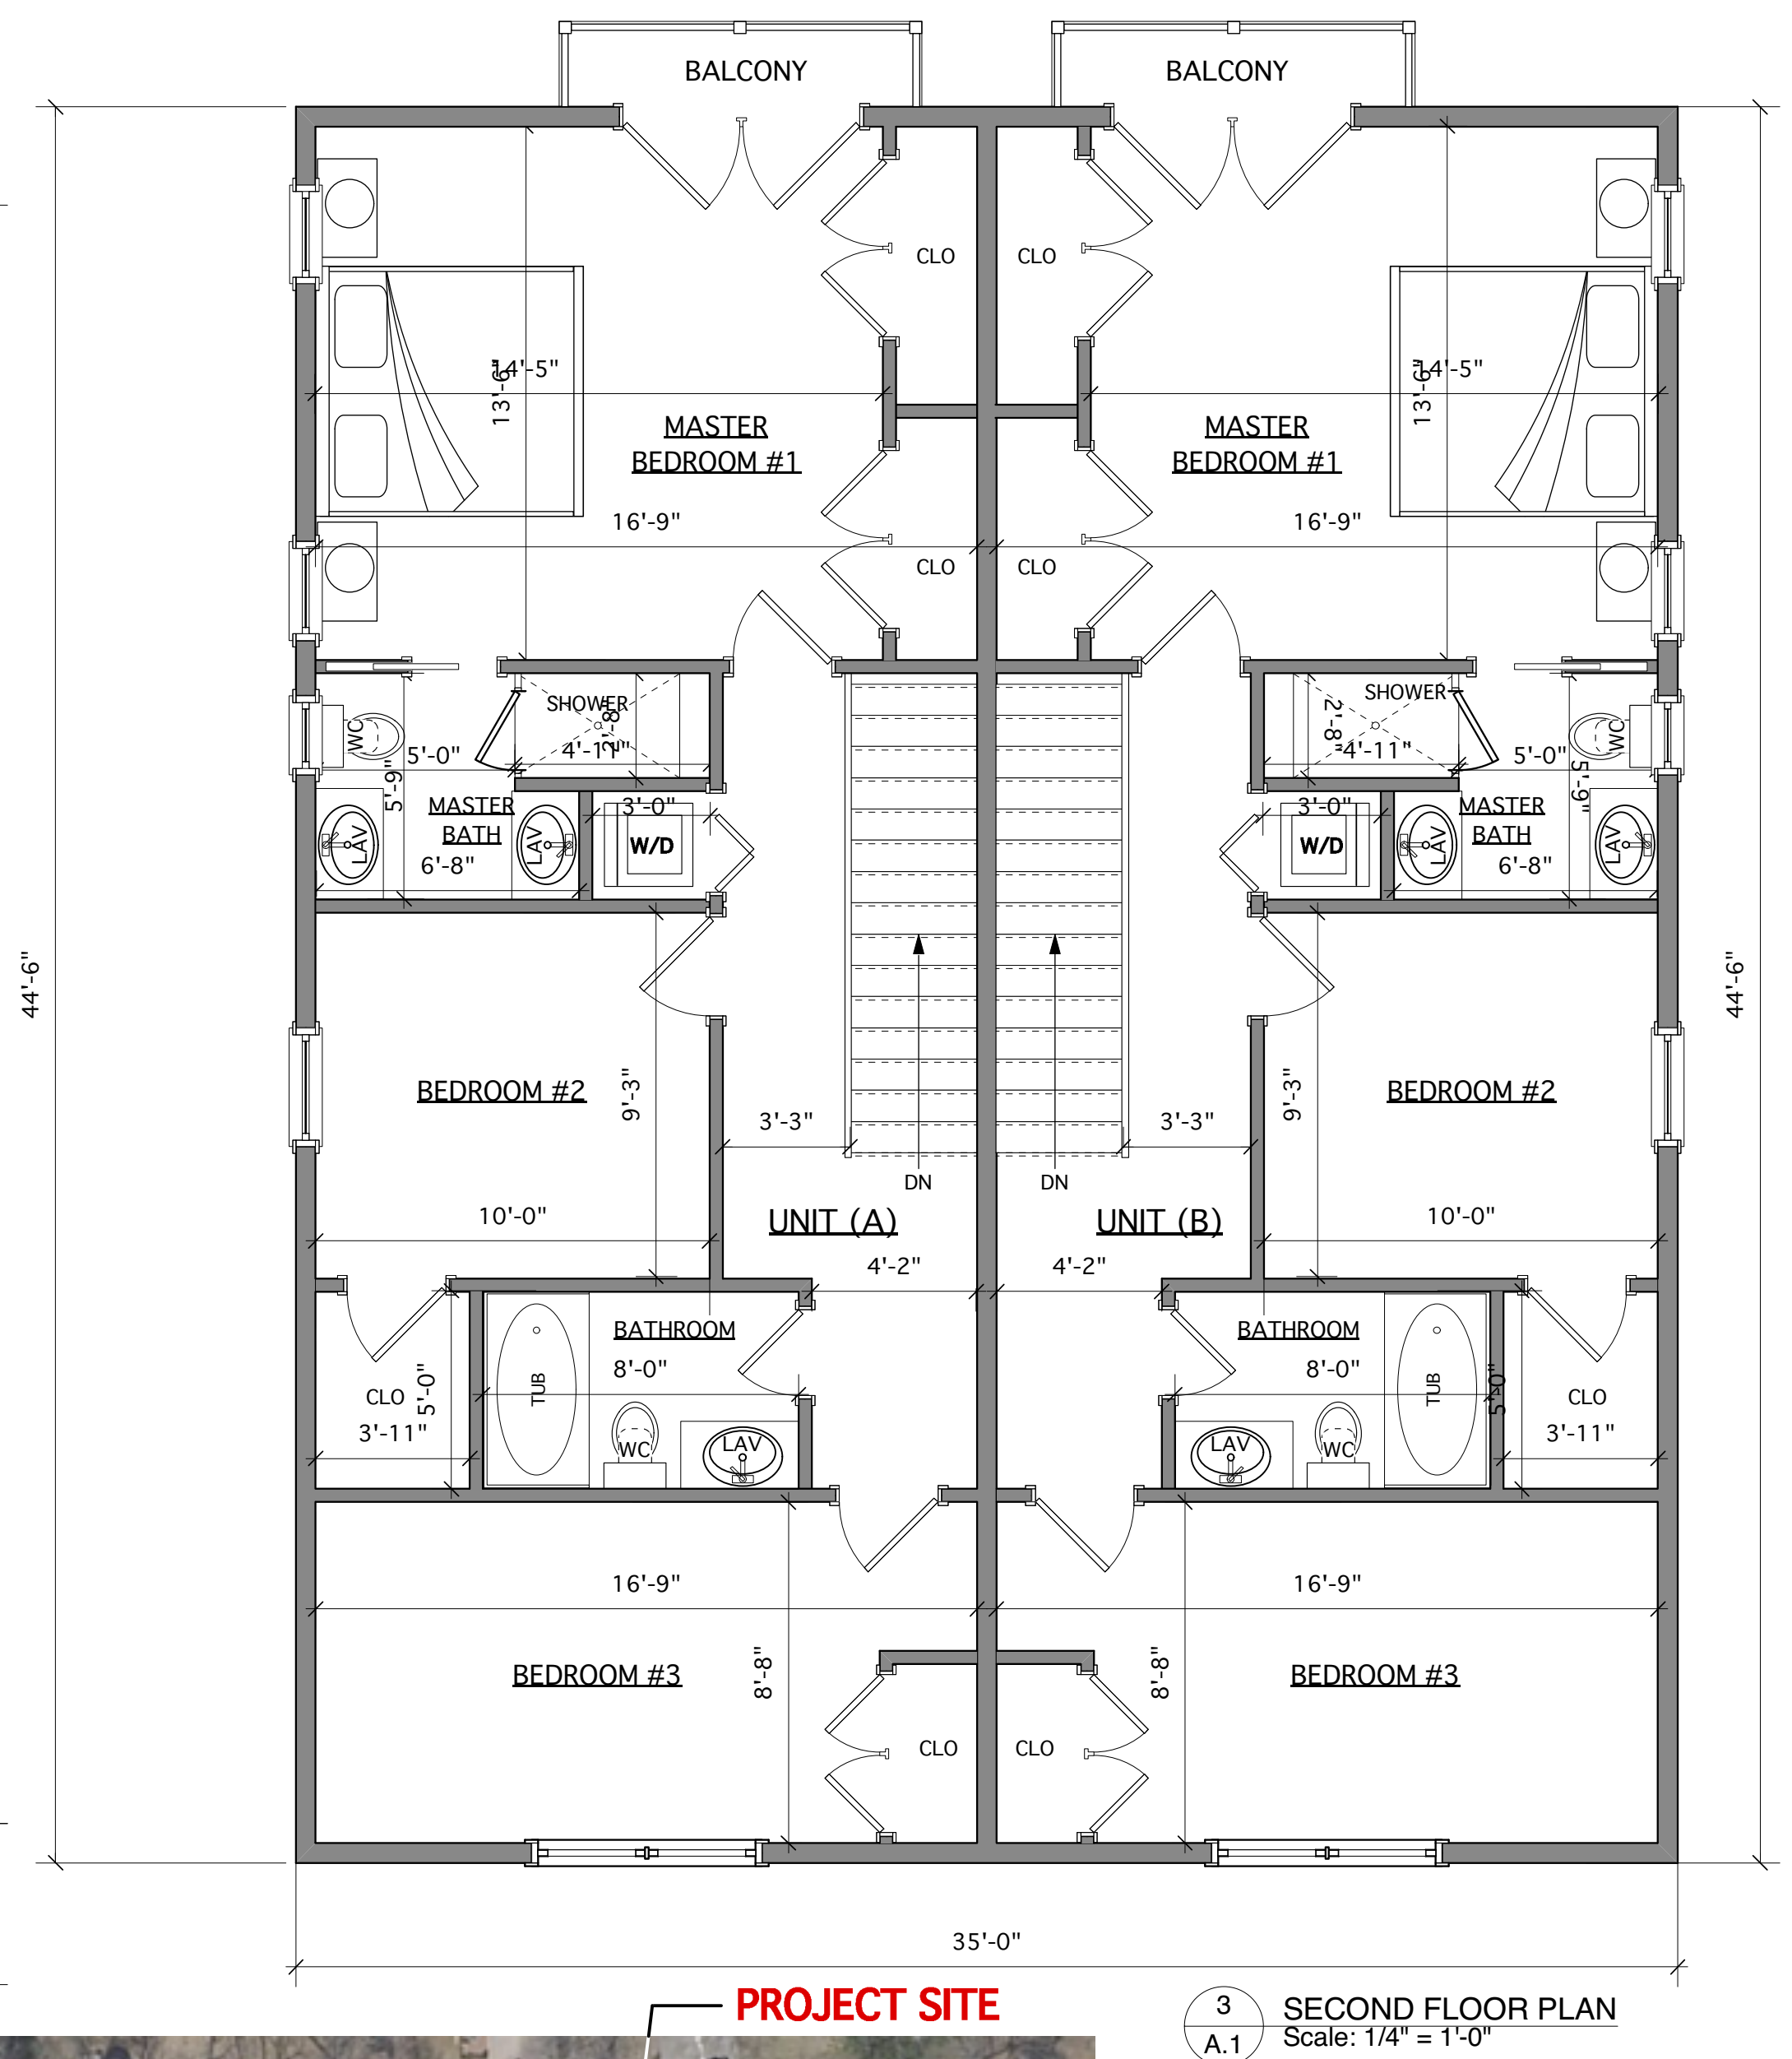 BALCONY BALCONY
CLO CLO
14'-5" 14'-5"
13'-6" 13'-6"
MASTER MASTER
BEDROOM #1 BEDROOM #1
16'-9" 16'-9"
CLO CLO
SHOWER SHOWER
2'-8" 2'-8"
WC WC
5'-0" 4'-11" 4'-11" 5'-0"
5'-9" 5'-9"
MASTER 3'-0" 3'-0" MASTER
BATH BATH
LAV LAV W/D W/D LAV LAV
6'-8" 6'-8"
44'-6" 44'-6"
BEDROOM #2 BEDROOM #2
9'-3" 9'-3"
3'-3" 3'-3"
DN DN
10'-0" UNIT (A) UNIT (B) 10'-0"
4'-2" 4'-2"
BATHROOM BATHROOM
8'-0" 8'-0"
CLO 5'-0" TUB TUB 5'-0" CLO
3'-11" 3'-11"
WC LAV LAV WC
16'-9" 16'-9"
BEDROOM #3 BEDROOM #3
8'-8" 8'-8"
CLO CLO
35'-0"
PROJECT SITE
3 SECOND FLOOR PLAN
A.1 Scale: 1/4" = 1'-0"